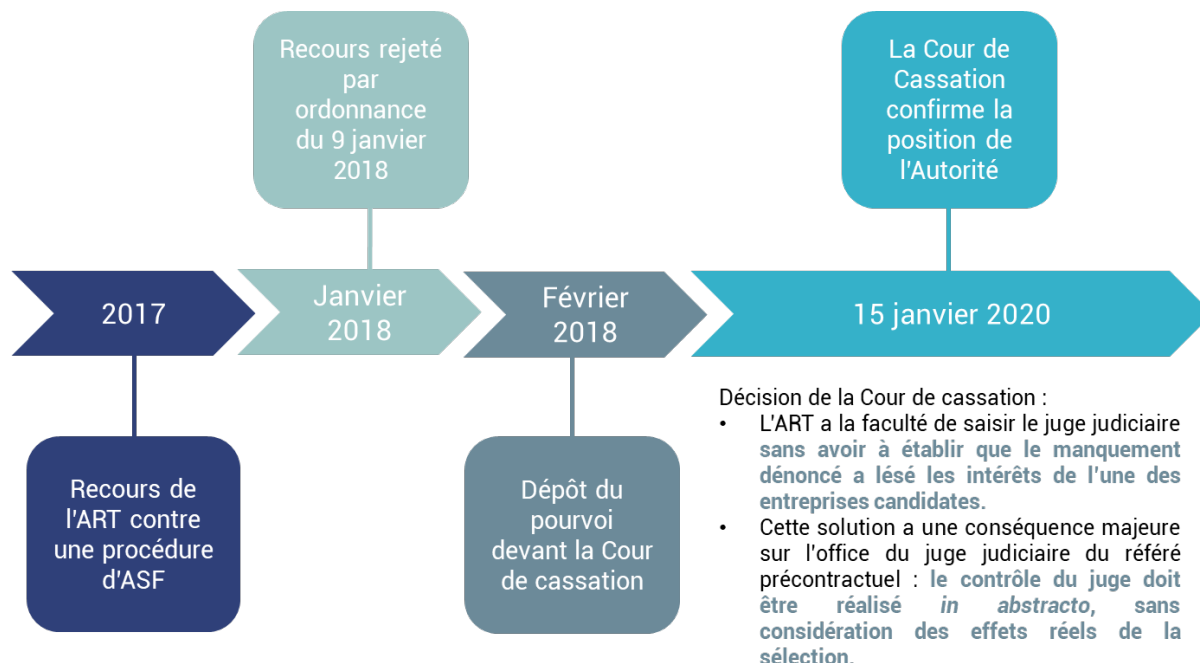 Recours rejeté
par
ordonnance
du 9 janvier
2018
La Cour de
Cassation
confirme la
position de
l'Autorité
2017
Janvier
2018
Février
2018
15 janvier 2020
Recours de
l'ART contre
une procédure
d'ASF
Dépôt du
pourvoi
devant la Cour
de cassation
Décision de la Cour de cassation :
• L'ART a la faculté de saisir le juge judiciaire
sans avoir à établir que le manquement
dénoncé a lésé les intérêts de l'une des
entreprises candidates.
• Cette solution a une conséquence majeure
sur l'office du juge judiciaire du référé
précontractuel : le contrôle du juge doit
être réalisé in abstracto, sans
considération des effets réels de la
sélection.